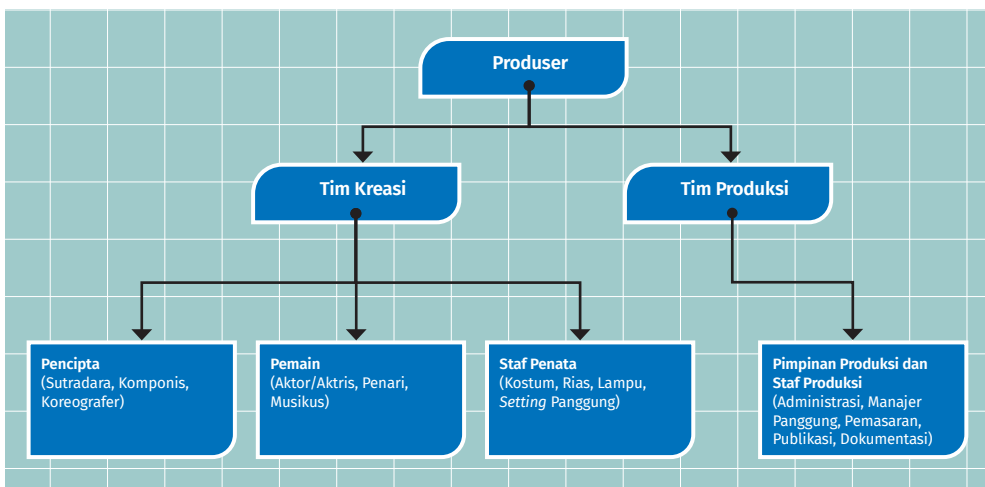 Produser
Tim Kreasi
Tim Produksi
Pencipta
(Sutradara, Komponis,
Koreografer)
Pemain
(Aktor/Aktris, Penari,
Musikus)
Staf Penata
(Kostum, Rias, Lampu,
Setting Panggung)
Pimpinan Produksi dan
Staf Produksi
(Administrasi, Manajer
Panggung, Pemasaran,
Publikasi, Dokumentasi)